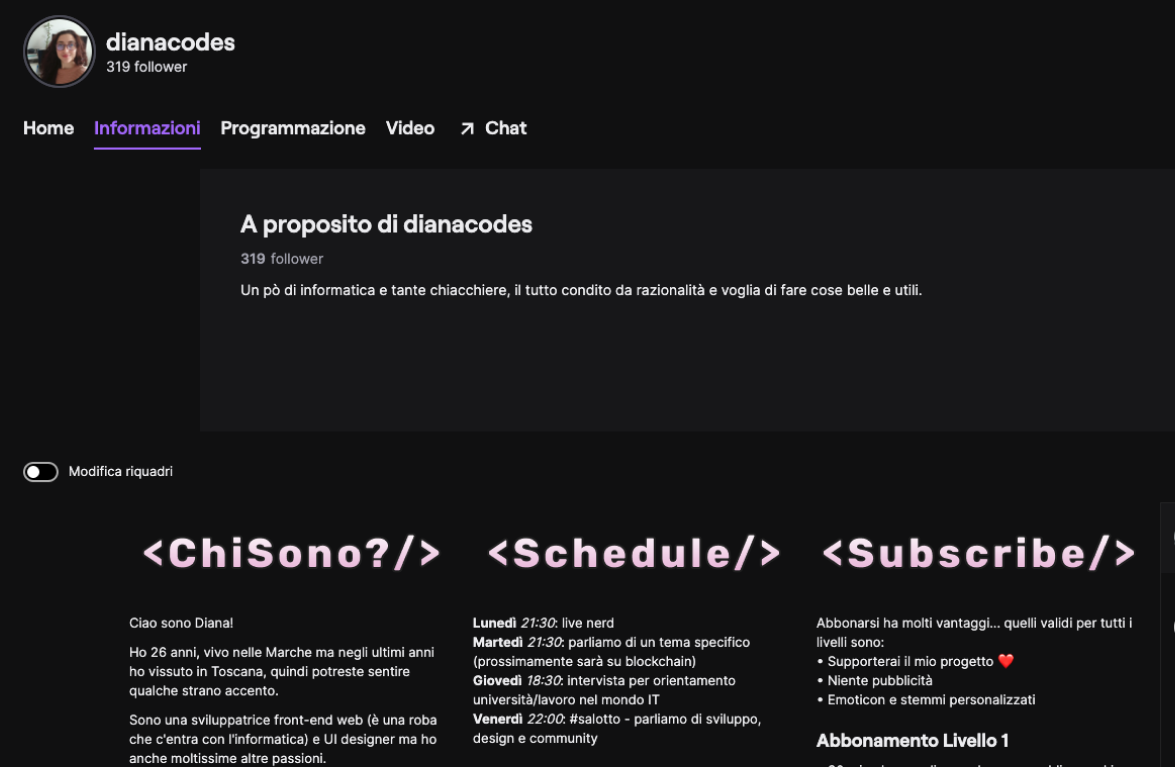 dianacodes
319 follower
Home Informazioni Programmazione Video Chat
A proposito di dianacodes
319 follower
Un pò di informatica e tante chiacchiere, il tutto condito da razionalità e voglia di fare cose belle e utili.
Modifica riquadri
<ChiSono?/>
Ciao sono Diana!
Ho 26 anni, vivo nelle Marche ma negli ultimi anni
ho vissuto in Toscana, quindi potreste sentire
qualche strano accento.
Sono una sviluppatrice front-end web (è una roba
che c'entra con l'informatica) e UI designer ma ho
anche moltissime altre passioni.
<Schedule/>
Lunedì 21:30: live nerd
Martedì 21:30: parliamo di un tema specifico
(prossimamente sarà su blockchain)
Giovedì 18:30: intervista per orientamento
università/lavoro nel mondo IT
Venerdì 22:00: #salotto - parliamo di sviluppo,
design e community
<Subscribe/>
Abbonarsi ha molti vantaggi... quelli validi per tutti i
livelli sono:
• Supporterai il mio progetto ❤️
• Niente pubblicità
• Emoticon e stemmi personalizzati
Abbonamento Livello 1